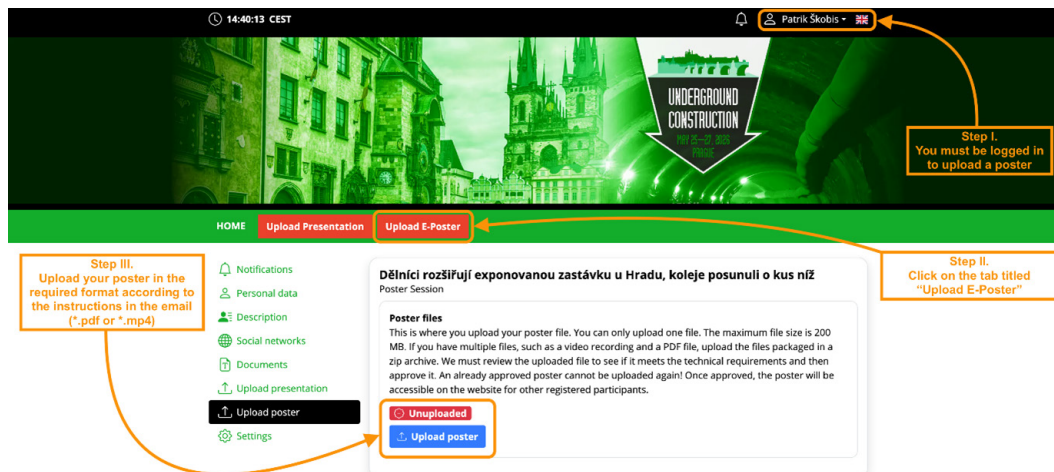 14:40:13 CEST
Patrik Škobis
UNDERGROUND
CONSTRUCTION
MAY 25—27, 2026
PRAGUE
Step I.
You must be logged in
to upload a poster
HOME
Upload Presentation
Upload E-Poster
Step III.
Upload your poster in the
required format according to
the instructions in the email
(*.pdf or *.mp4)
Step II.
Click on the tab titled
“Upload E-Poster”
Notifications
Personal data
Description
Social networks
Documents
Upload presentation
Upload poster
Settings
Dělníci rozšiřují exponovanou zastávku u Hradu, koleje posunuli o kus níž
Poster Session
Poster files
This is where you upload your poster file. You can only upload one file. The maximum file size is 200
MB. If you have multiple files, such as a video recording and a PDF file, upload the files packaged in a
zip archive. We must review the uploaded file to see if it meets the technical requirements and then
approve it. An already approved poster cannot be uploaded again! Once approved, the poster will be
accessible on the website for other registered participants.
Unuploaded
Upload poster